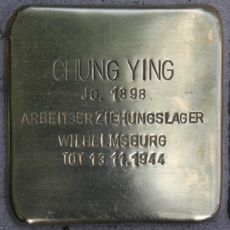 CHUNG YING
JG. 1898
ARBEITSERZIEHUNGSLAGER
WILHELMSBURG
TOT 13.11.1944